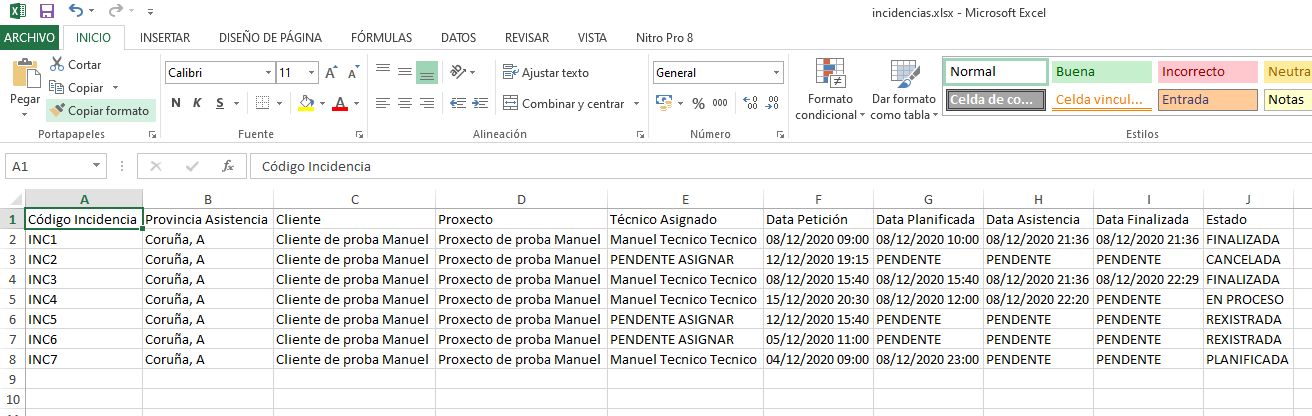 incidencias.xlsx - Microsoft Excel
ARCHIVO INICIO INSERTAR DISEÑO DE PÁGINA FÓRMULAS DATOS REVISAR VISTA Nitro Pro 8
Pegar
Cortar
Copiar
Copiar formato
Portapapeles
Calibri 11
N K S
Fuente
Ajustar texto
Combinar y centrar
Alineación
General
% 000
Número
Formato condicional
Dar formato como tabla
Normal Buena Incorrecto Neutra
Celda de co... Celda vincul... Entrada Notas
Estilos
A1 fx Código Incidencia
A B C D E F G H I J
1 Código Incidencia Provincia Asistencia Cliente Proxecto Técnico Asignado Data Petición Data Planificada Data Asistencia Data Finalizada Estado
2 INC1 Coruña, A Cliente de proba Manuel Proxecto de proba Manuel Manuel Tecnico Tecnico 08/12/2020 09:00 08/12/2020 10:00 08/12/2020 21:36 08/12/2020 21:36 FINALIZADA
3 INC2 Coruña, A Cliente de proba Manuel Proxecto de proba Manuel PENDENTE ASIGNAR 12/12/2020 19:15 PENDENTE PENDENTE PENDENTE CANCELADA
4 INC3 Coruña, A Cliente de proba Manuel Proxecto de proba Manuel Manuel Tecnico Tecnico 08/12/2020 15:40 08/12/2020 15:40 08/12/2020 21:36 08/12/2020 22:29 FINALIZADA
5 INC4 Coruña, A Cliente de proba Manuel Proxecto de proba Manuel Manuel Tecnico Tecnico 15/12/2020 20:30 08/12/2020 12:00 08/12/2020 22:20 PENDENTE EN PROCESO
6 INC5 Coruña, A Cliente de proba Manuel Proxecto de proba Manuel PENDENTE ASIGNAR 12/12/2020 15:40 PENDENTE PENDENTE PENDENTE REXISTRADA
7 INC6 Coruña, A Cliente de proba Manuel Proxecto de proba Manuel PENDENTE ASIGNAR 05/12/2020 11:00 PENDENTE PENDENTE PENDENTE REXISTRADA
8 INC7 Coruña, A Cliente de proba Manuel Proxecto de proba Manuel Manuel Tecnico Tecnico 04/12/2020 09:00 08/12/2020 23:00 PENDENTE PENDENTE PLANIFICADA
9
10